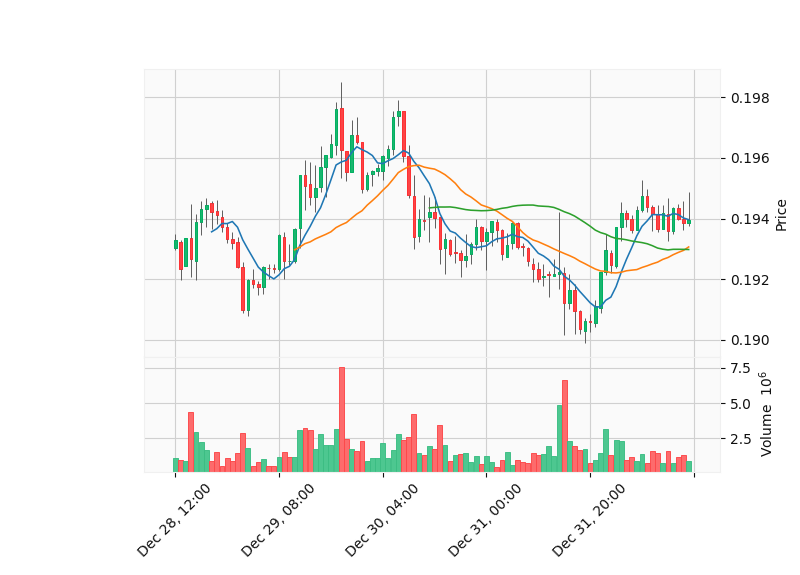 0.198
0.196
0.194
0.192
0.190
Price
7.5
5.0
2.5
Volume 10^6
Dec 28, 12:00
Dec 29, 08:00
Dec 30, 04:00
Dec 31, 00:00
Dec 31, 20:00